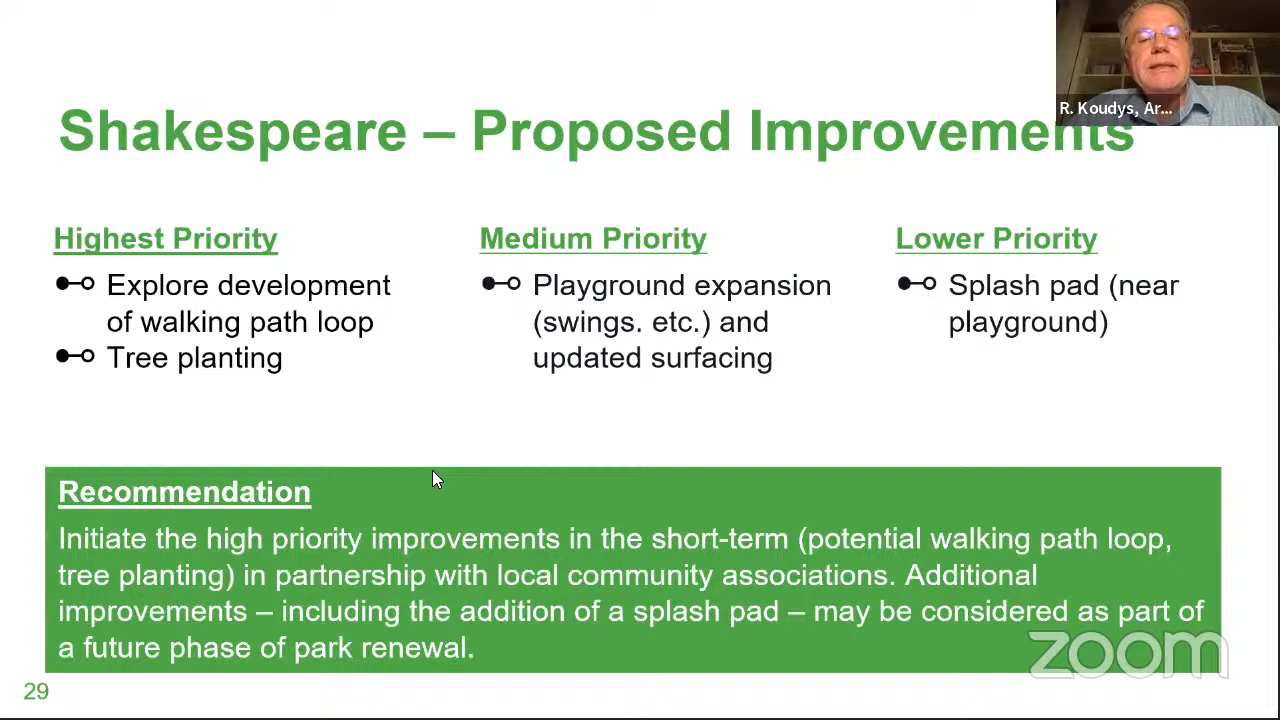 Shakespeare – Proposed Improvements
R. Koudys, Ar...
Highest Priority
Explore development
of walking path loop
Tree planting
Medium Priority
Playground expansion
(swings. etc.) and
updated surfacing
Lower Priority
Splash pad (near
playground)
Recommendation
Initiate the high priority improvements in the short-term (potential walking path loop,
tree planting) in partnership with local community associations. Additional
improvements – including the addition of a splash pad – may be considered as part of
a future phase of park renewal.
zoom
29